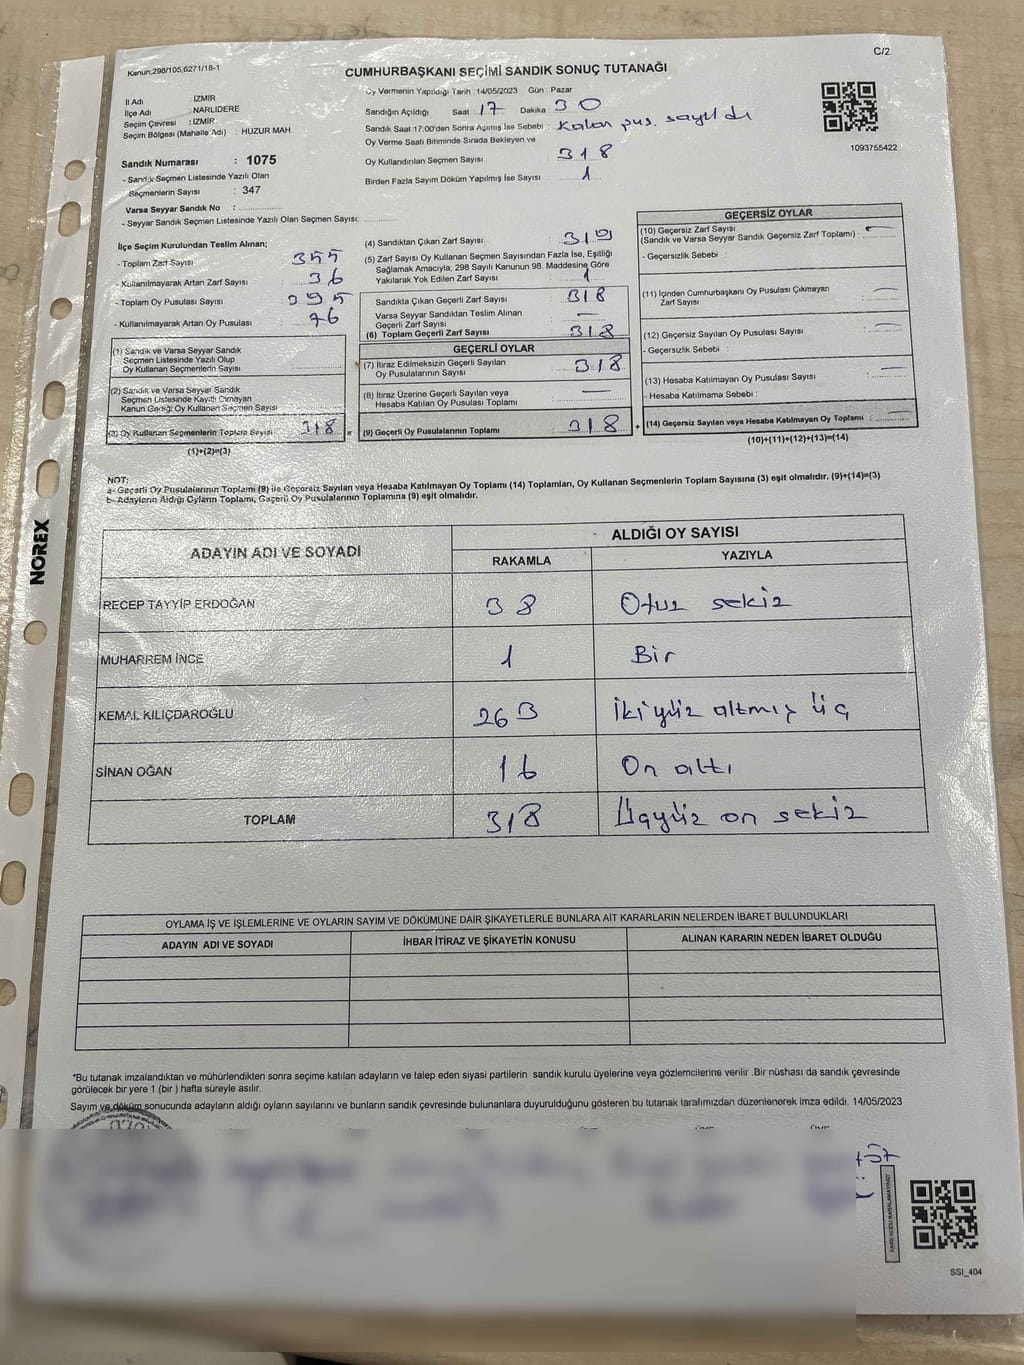 C/2
Kanun:298/105,6271/18-1
CUMHURBAŞKANI SEÇİMİ SANDIK SONUÇ TUTANAĞI
İl Adı : İZMİR
İlçe Adı : NARLIDERE
Seçim Çevresi : İZMİR
Seçim Bölgesi (Mahalle Adı) : HUZUR MAH
Sandık Numarası : 1075
- Sandık Seçmen Listesinde Yazılı Olan
Seçmenlerin Sayısı : 347
Varsa Seyyar Sandık No :
- Seyyar Sandık Seçmen Listesinde Yazılı Olan Seçmen Sayısı:
Oy Vermenin Yapıldığı Tarih : 14/05/2023 Gün : Pazar
Sandığın Açıldığı Saat 17 Dakika 30
Sandık Saat 17.00'den Sonra Açımış İse Sebebi : Kalan pus. sayıldı
Oy Verme Saati Bitiminde Sırada Bekleyen ve
Oy Kullandırılan Seçmen Sayısı 318
Birden Fazla Sayım Döküm Yapılmış İse Sayısı 1
1093755422
İlçe Seçim Kurulundan Teslim Alınan;
- Toplam Zarf Sayısı : 355
- Kullanılmayarak Artan Zarf Sayısı : 36
- Toplam Oy Pusulası Sayısı : 395
- Kullanılmayarak Artan Oy Pusulası : 76
(1) Sandık ve Varsa Seyyar Sandık
Seçmen Listesinde Yazılı Olup
Oy Kullanan Seçmenlerin Sayısı
(2) Sandık ve Varsa Seyyar Sandık
Seçmen Listesinde Kayıtlı Olmayan
Kanun Gereği Oy Kullanan Seçmen Sayısı
(3) Oy Kullanan Seçmenlerin Toplam Sayısı 318
(1)+(2)=(3)
(4) Sandıktan Çıkan Zarf Sayısı : 319
(5) Zarf Sayısı Oy Kullanan Seçmen Sayısından Fazla İse, Eşitliği
Sağlamak Amacıyla; 298 Sayılı Kanunun 98. Maddesine Göre
Yakılarak Yok Edilen Zarf Sayısı : 1
Sandıkta Çıkan Geçerli Zarf Sayısı : 318
Varsa Seyyar Sandıktan Teslim Alınan
Geçerli Zarf Sayısı : —
(6) Toplam Geçerli Zarf Sayısı : 318
GEÇERLİ OYLAR
(7) İtiraz Edilmeksizin Geçerli Sayılan
Oy Pusulalarının Sayısı : 318
(8) İtiraz Üzerine Geçerli Sayılan veya
Hesaba Katılan Oy Pusulası Toplamı : —
(9) Geçerli Oy Pusulalarının Toplamı : 318
GEÇERSİZ OYLAR
(10) Geçersiz Zarf Sayısı
(Sandık ve Varsa Seyyar Sandık Geçersiz Zarf Toplamı) : —
- Geçersizlik Sebebi :
(11) İçinden Cumhurbaşkanı Oy Pusulası Çıkmayan
Zarf Sayısı : —
(12) Geçersiz Sayılan Oy Pusulası Sayısı : —
- Geçersizlik Sebebi :
(13) Hesaba Katılmayan Oy Pusulası Sayısı : —
- Hesaba Katılmama Sebebi :
(14) Geçersiz Sayılan veya Hesaba Katılmayan Oy Toplamı : —
(10)+(11)+(12)+(13)=(14)
NOT:
a- Geçerli Oy Pusulalarının Toplamı (9) ile Geçersiz Sayılan veya Hesaba Katılmayan Oy Toplamı (14) Toplamları, Oy Kullanan Seçmenlerin Toplam Sayısına (3) eşit olmalıdır. (9)+(14)=(3)
b- Adayların Aldığı Oyların Toplamı, Geçerli Oy Pusulalarının Toplamına (9) eşit olmalıdır.
ADAYIN ADI VE SOYADI
ALDIĞI OY SAYISI
RAKAMLA YAZIYLA
RECEP TAYYİP ERDOĞAN 38 Otuz sekiz
MUHARREM İNCE 1 Bir
KEMAL KILIÇDAROĞLU 263 İkiyüz altmış üç
SİNAN OĞAN 16 On altı
TOPLAM 318 Üçyüz on sekiz
NOREX
OYLAMA İŞ VE İŞLEMLERİNE VE OYLARIN SAYIM VE DÖKÜMÜNE DAİR ŞİKAYETLERLE BUNLARA AİT KARARLARIN NELERDEN İBARET BULUNDUKLARI
ADAYIN ADI VE SOYADI İHBAR İTİRAZ VE ŞİKAYETİN KONUSU ALINAN KARARIN NEDEN İBARET OLDUĞU
*Bu tutanak imzalandıktan ve mühürlendikten sonra seçime katılan adayların ve talep eden siyasi partilerin sandık kurulu üyelerine veya gözlemcilerine verilir .Bir nüshası da sandık çevresinde
görülecek bir yere 1 (bir ) hafta süreyle asılır.
Sayım ve döküm sonucunda adayların aldığı oyların sayılarını ve bunların sandık çevresinde bulunanlara duyurulduğunu gösteren bu tutanak tarafımızdan düzenlenerek imza edildi. 14/05/2023
SSI_404